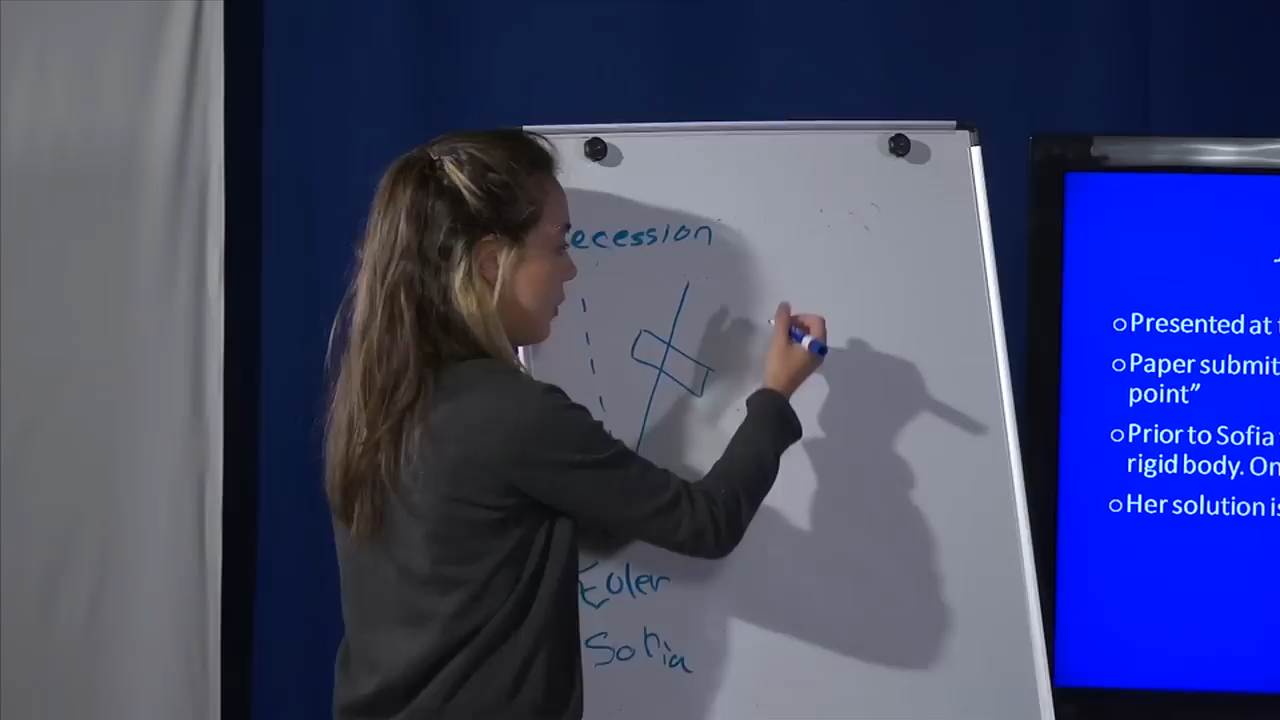 ecession
Euler
Sofia
Presented at
Paper submit
point”
Prior to Sofia
rigid body. On
Her solution is